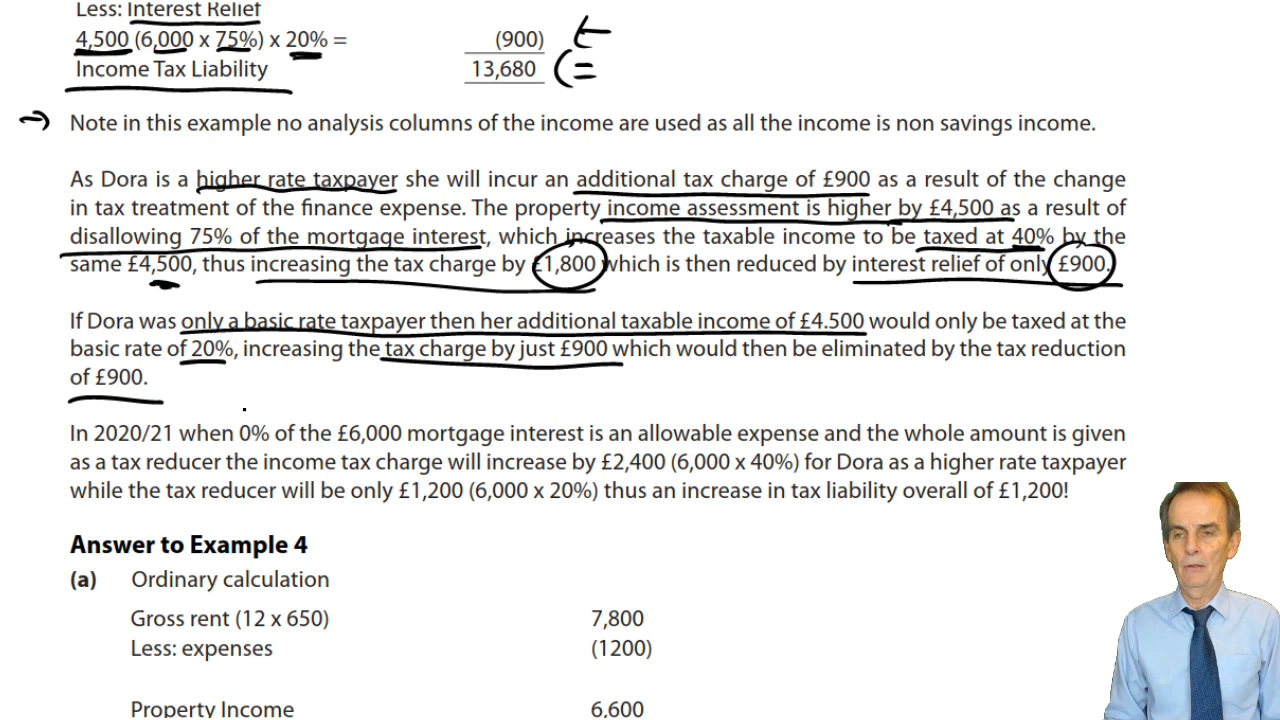 Less: Interest Relief
4,500 (6,000 x 75%) x 20% = (900)
Income Tax Liability 13,680
Note in this example no analysis columns of the income are used as all the income is non savings income.
As Dora is a higher rate taxpayer she will incur an additional tax charge of £900 as a result of the change
in tax treatment of the finance expense. The property income assessment is higher by £4,500 as a result of
disallowing 75% of the mortgage interest, which increases the taxable income to be taxed at 40% by the
same £4,500, thus increasing the tax charge by £1,800 which is then reduced by interest relief of only £900.
If Dora was only a basic rate taxpayer then her additional taxable income of £4.500 would only be taxed at the
basic rate of 20%, increasing the tax charge by just £900 which would then be eliminated by the tax reduction
of £900.
In 2020/21 when 0% of the £6,000 mortgage interest is an allowable expense and the whole amount is given
as a tax reducer the income tax charge will increase by £2,400 (6,000 x 40%) for Dora as a higher rate taxpayer
while the tax reducer will be only £1,200 (6,000 x 20%) thus an increase in tax liability overall of £1,200!
Answer to Example 4
(a) Ordinary calculation
Gross rent (12 x 650) 7,800
Less: expenses (1200)
Property Income 6,600